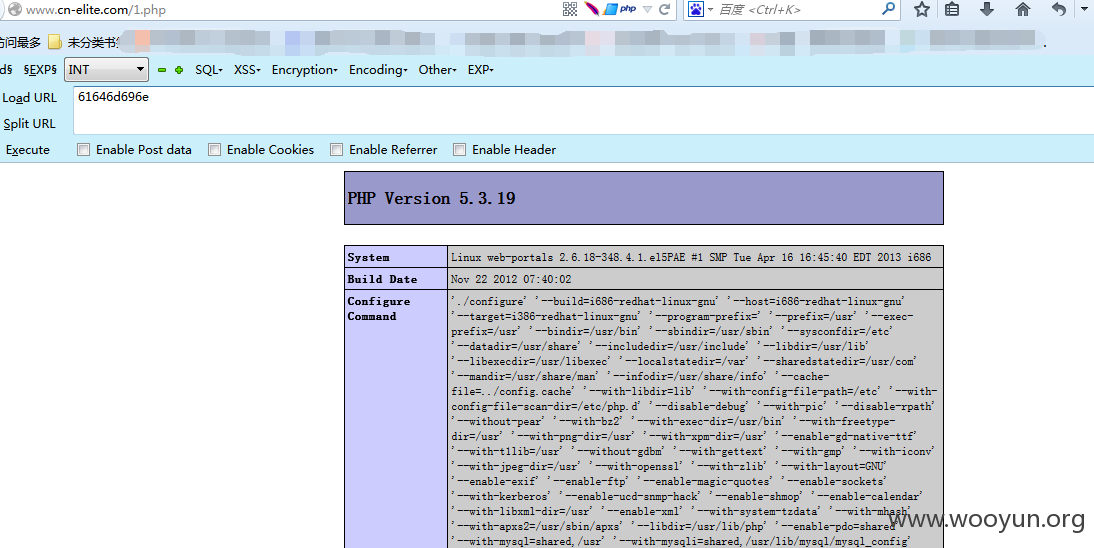 www.cn-elite.com/1.php
php
百度 <Ctrl+K>
问最多 未分类书
d§ §EXP§ INT SQL XSS Encryption Encoding Other EXP
Load URL 61646d696e
Split URL
Execute Enable Post data Enable Cookies Enable Referrer Enable Header
PHP Version 5.3.19
System Linux web-portals 2.6.18-348.4.1.el5PAE #1 SMP Tue Apr 16 16:45:40 EDT 2013 i686
Build Date Nov 22 2012 07:40:02
Configure Command './configure' '--build=i686-redhat-linux-gnu' '--host=i686-redhat-linux-gnu'
'--target=i386-redhat-linux-gnu' '--program-prefix=' '--prefix=/usr' '--exec-
prefix=/usr' '--bindir=/usr/bin' '--sbindir=/usr/sbin' '--sysconfdir=/etc'
'--datadir=/usr/share' '--includedir=/usr/include' '--libdir=/usr/lib'
'--libexecdir=/usr/libexec' '--localstatedir=/var' '--sharedstatedir=/usr/com'
'--mandir=/usr/share/man' '--infodir=/usr/share/info' '--cache-
file=../config.cache' '--with-libdir=lib' '--with-config-file-path=/etc' '--with-
config-file-scan-dir=/etc/php.d' '--disable-debug' '--with-pic' '--disable-rpath'
'--without-pear' '--with-bz2' '--with-exec-dir=/usr/bin' '--with-freetype-
dir=/usr' '--with-png-dir=/usr' '--with-xpm-dir=/usr' '--enable-gd-native-ttf'
'--with-t1lib=/usr' '--without-gdbm' '--with-gettext' '--with-gmp' '--with-iconv'
'--with-jpeg-dir=/usr' '--with-openssl' '--with-zlib' '--with-layout=GNU'
'--enable-exif' '--enable-ftp' '--enable-magic-quotes' '--enable-sockets'
'--with-kerberos' '--enable-ucd-snmp-hack' '--enable-shmop' '--enable-calendar'
'--with-libxml-dir=/usr' '--enable-xml' '--with-system-tzdata' '--with-mhash'
'--with-apxs2=/usr/sbin/apxs' '--libdir=/usr/lib/php' '--enable-pdo=shared'
'--with-mysql=shared,/usr' '--with-mysqli=shared,/usr/lib/mysql/mysql_config'
www.wooyun.org